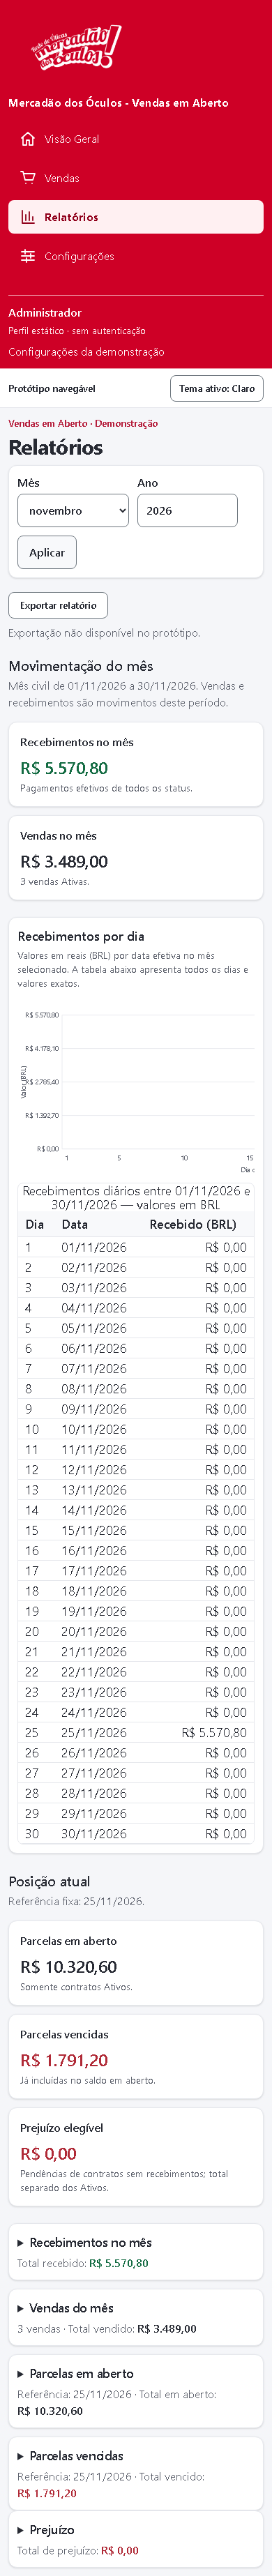 Rede de Óticas
mercadão
dos
óculos!
Mercadão dos Óculos - Vendas em Aberto
Visão Geral
Vendas
Relatórios
Configurações
Administrador
Perfil estático · sem autenticação
Configurações da demonstração
Protótipo navegável
Tema ativo: Claro
Vendas em Aberto · Demonstração
Relatórios
Mês
Ano
novembro
2026
Aplicar
Exportar relatório
Exportação não disponível no protótipo.
Movimentação do mês
Mês civil de 01/11/2026 a 30/11/2026. Vendas e
recebimentos são movimentos deste período.
Recebimentos no mês
R$ 5.570,80
Pagamentos efetivos de todos os status.
Vendas no mês
R$ 3.489,00
3 vendas Ativas.
Recebimentos por dia
Valores em reais (BRL) por data efetiva no mês
selecionado. A tabela abaixo apresenta todos os dias e
valores exatos.
R$ 5.570,80
R$ 4.178,10
R$ 2.785,40
R$ 1.392,70
R$ 0,00
Valor (BRL)
1 5 10 15
Dia
Recebimentos diários entre 01/11/2026 e
30/11/2026 — valores em BRL
Dia Data Recebido (BRL)
1 01/11/2026 R$ 0,00
2 02/11/2026 R$ 0,00
3 03/11/2026 R$ 0,00
4 04/11/2026 R$ 0,00
5 05/11/2026 R$ 0,00
6 06/11/2026 R$ 0,00
7 07/11/2026 R$ 0,00
8 08/11/2026 R$ 0,00
9 09/11/2026 R$ 0,00
10 10/11/2026 R$ 0,00
11 11/11/2026 R$ 0,00
12 12/11/2026 R$ 0,00
13 13/11/2026 R$ 0,00
14 14/11/2026 R$ 0,00
15 15/11/2026 R$ 0,00
16 16/11/2026 R$ 0,00
17 17/11/2026 R$ 0,00
18 18/11/2026 R$ 0,00
19 19/11/2026 R$ 0,00
20 20/11/2026 R$ 0,00
21 21/11/2026 R$ 0,00
22 22/11/2026 R$ 0,00
23 23/11/2026 R$ 0,00
24 24/11/2026 R$ 0,00
25 25/11/2026 R$ 5.570,80
26 26/11/2026 R$ 0,00
27 27/11/2026 R$ 0,00
28 28/11/2026 R$ 0,00
29 29/11/2026 R$ 0,00
30 30/11/2026 R$ 0,00
Posição atual
Referência fixa: 25/11/2026.
Parcelas em aberto
R$ 10.320,60
Somente contratos Ativos.
Parcelas vencidas
R$ 1.791,20
Já incluídas no saldo em aberto.
Prejuízo elegível
R$ 0,00
Pendências de contratos sem recebimentos; total
separado dos Ativos.
Recebimentos no mês
Total recebido: R$ 5.570,80
Vendas do mês
3 vendas · Total vendido: R$ 3.489,00
Parcelas em aberto
Referência: 25/11/2026 · Total em aberto:
R$ 10.320,60
Parcelas vencidas
Referência: 25/11/2026 · Total vencido:
R$ 1.791,20
Prejuízo
Total de prejuízo: R$ 0,00